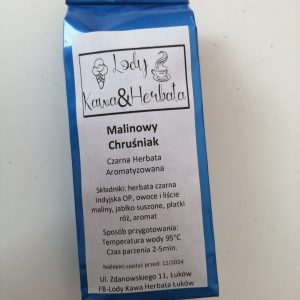 Lody
Kawa&Herbata
Malinowy
Chruśniak
Czarna Herbata
Aromatyzowana
Składniki: herbata czarna
indyjska OP, owoce i liście
maliny, jabłko suszone, płatki
róż, aromat
Sposób przygotowania:
Temperatura wody 95°C
Czas parzenia 2-5min.
Najlepiej spożyć przed: 12/2024
Ul. Zdanowskiego 11, Łuków
FB-Lody Kawa Herbata Łuków